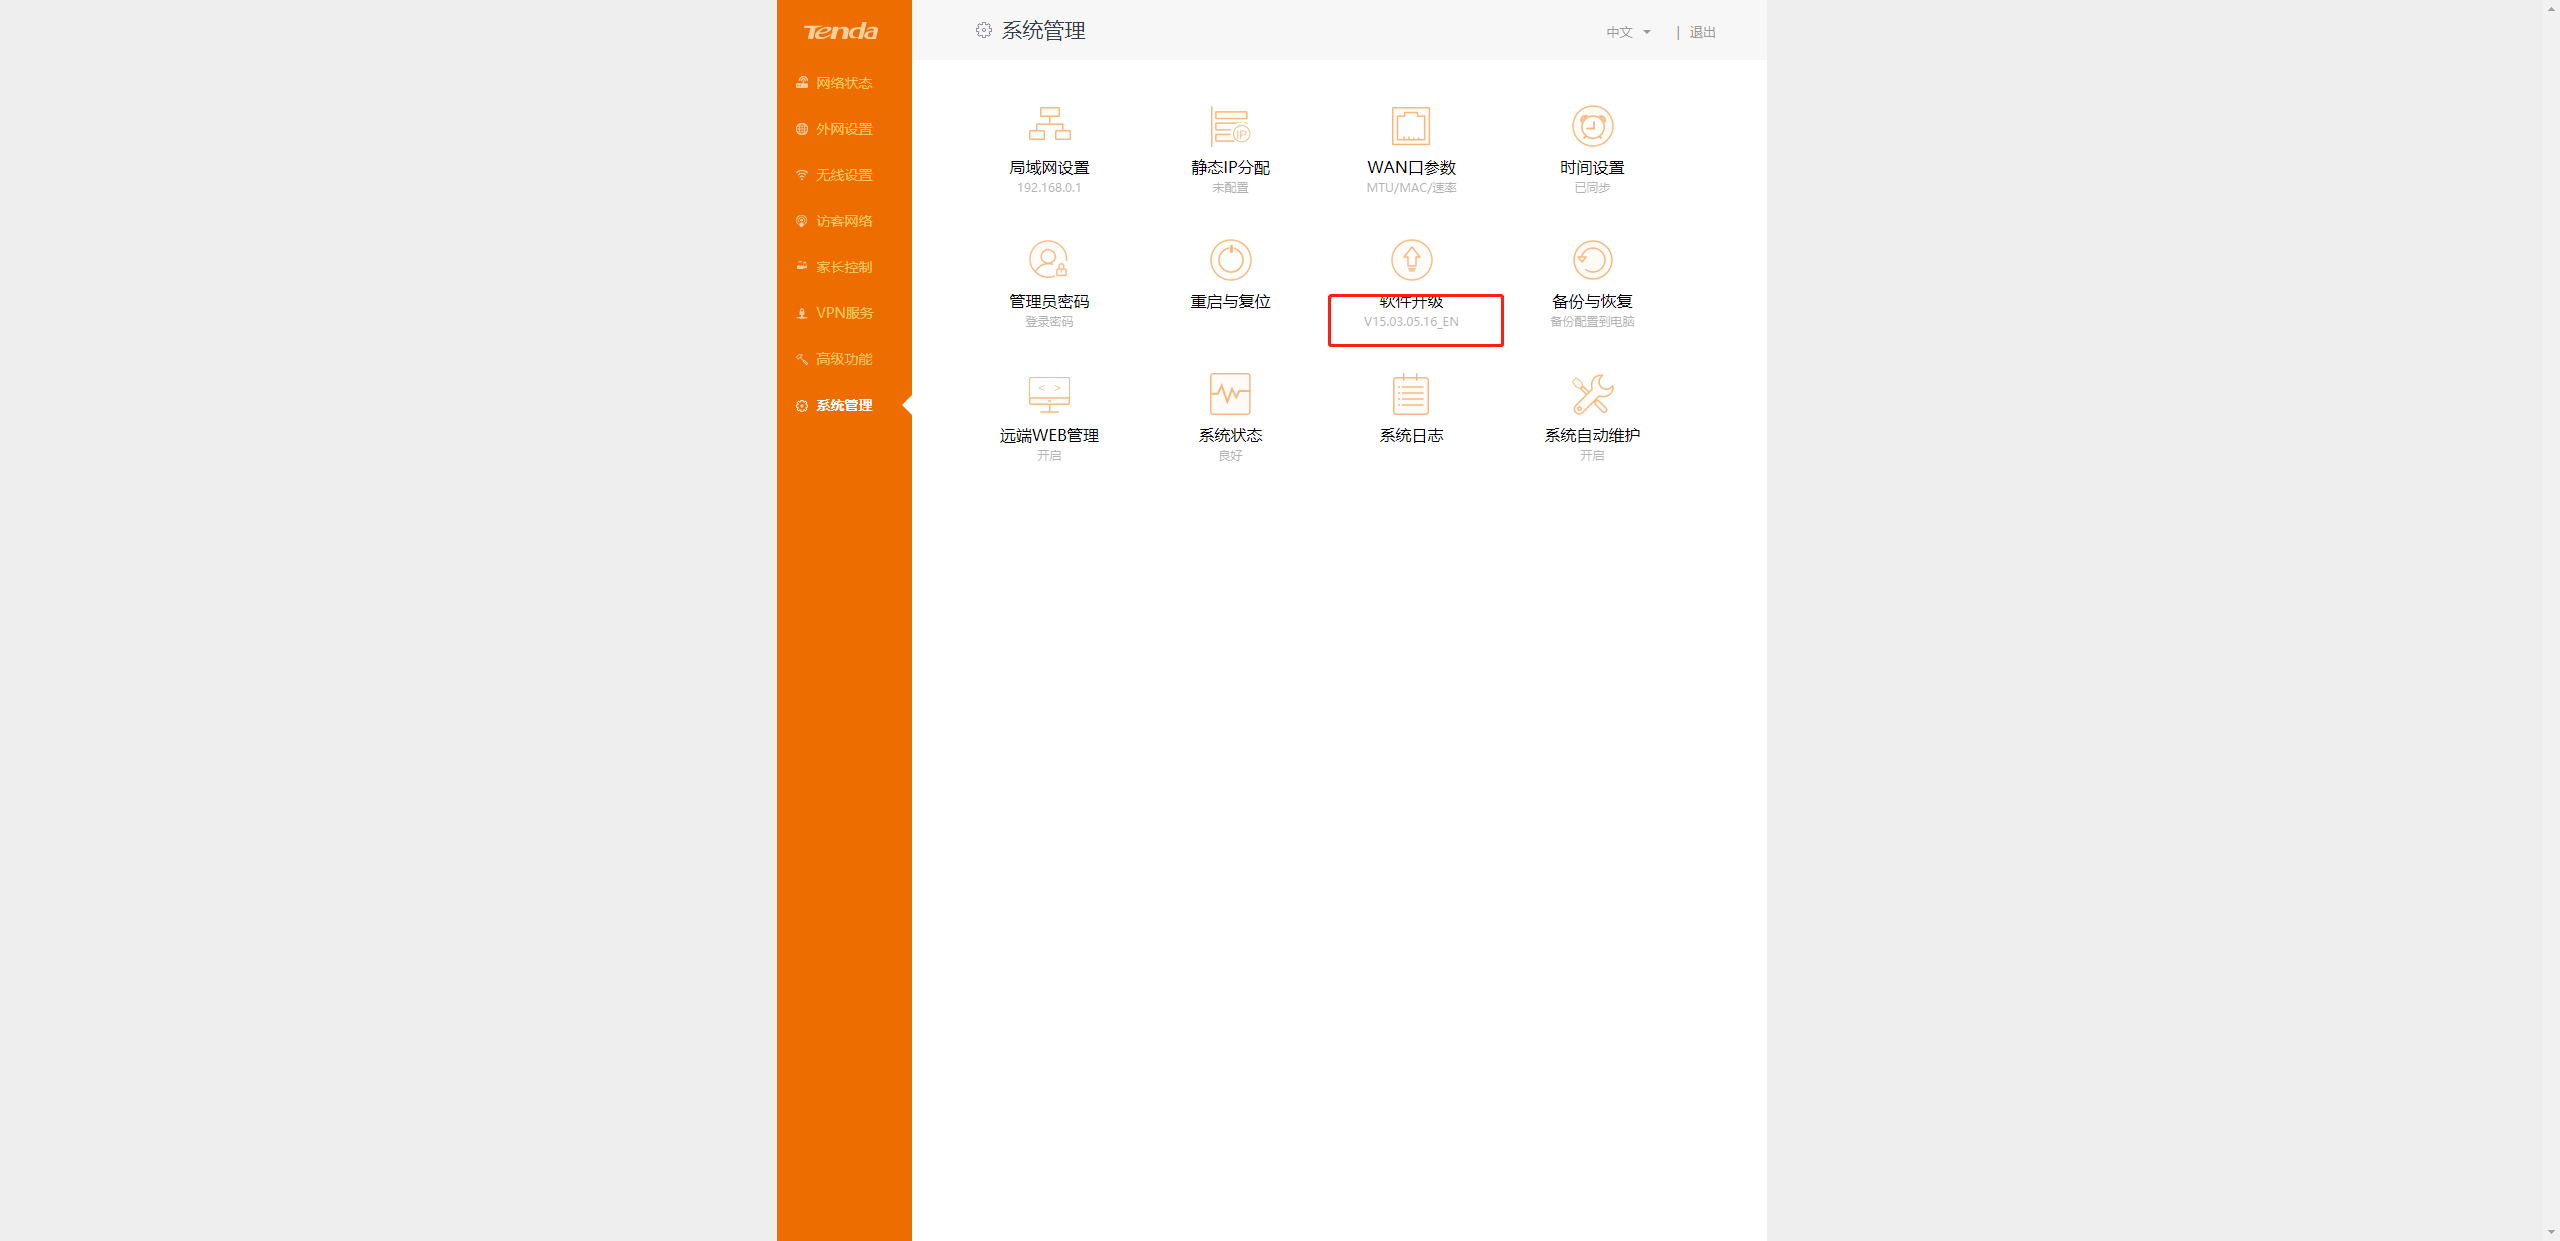 Tenda
系统管理
中文 | 退出
网络状态
外网设置
无线设置
访客网络
家长控制
VPN服务
高级功能
系统管理
局域网设置
192.168.0.1
静态IP分配
未配置
WAN口参数
MTU/MAC/速率
时间设置
已同步
管理员密码
登录密码
重启与复位
软件升级
V15.03.05.16_EN
备份与恢复
备份配置到电脑
远端WEB管理
开启
系统状态
良好
系统日志
系统自动维护
开启